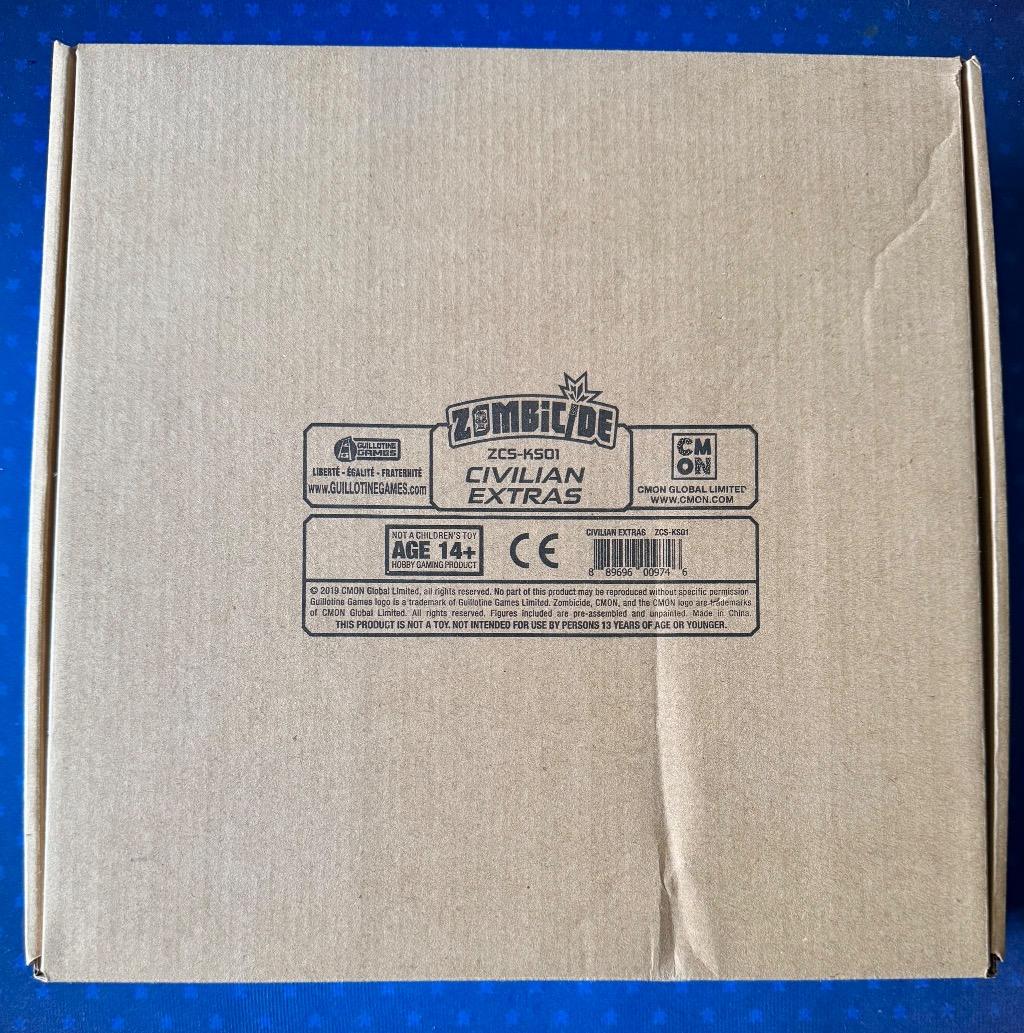 ZOMBICIDE
ZCS-KS01
CIVILIAN
EXTRAS
GUILLOTINE
GAMES
LIBERTÉ - ÉGALITÉ - FRATERNITÉ
www.GUILLOTINEGAMES.com
CM
ON
CMON GLOBAL LIMITED
WWW.CMON.COM
NOT A CHILDREN'S TOY
AGE 14+
HOBBY GAMING PRODUCT
CE
CIVILIAN EXTRAS ZCS-KS01
8 89696 00974 6
© 2019 CMON Global Limited, all rights reserved. No part of this product may be reproduced without specific permission.
Guillotine Games logo is a trademark of Guillotine Games Limited. Zombicide, CMON, and the CMON logo are trademarks
of CMON Global Limited. All rights reserved. Figures included are pre-assembled and unpainted. Made in China.
THIS PRODUCT IS NOT A TOY. NOT INTENDED FOR USE BY PERSONS 13 YEARS OF AGE OR YOUNGER.